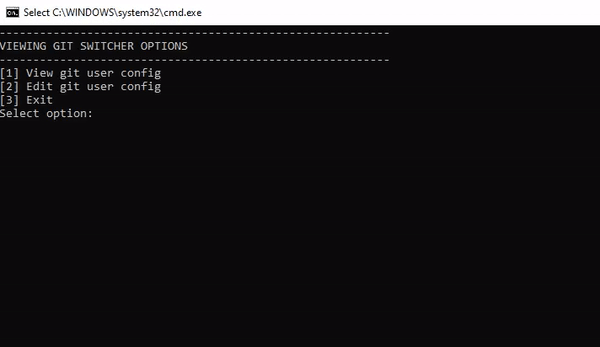 Select C:\WINDOWS\system32\cmd.exe
----------------------------------------------------------
VIEWING GIT SWITCHER OPTIONS
----------------------------------------------------------
[1] View git user config
[2] Edit git user config
[3] Exit
Select option: